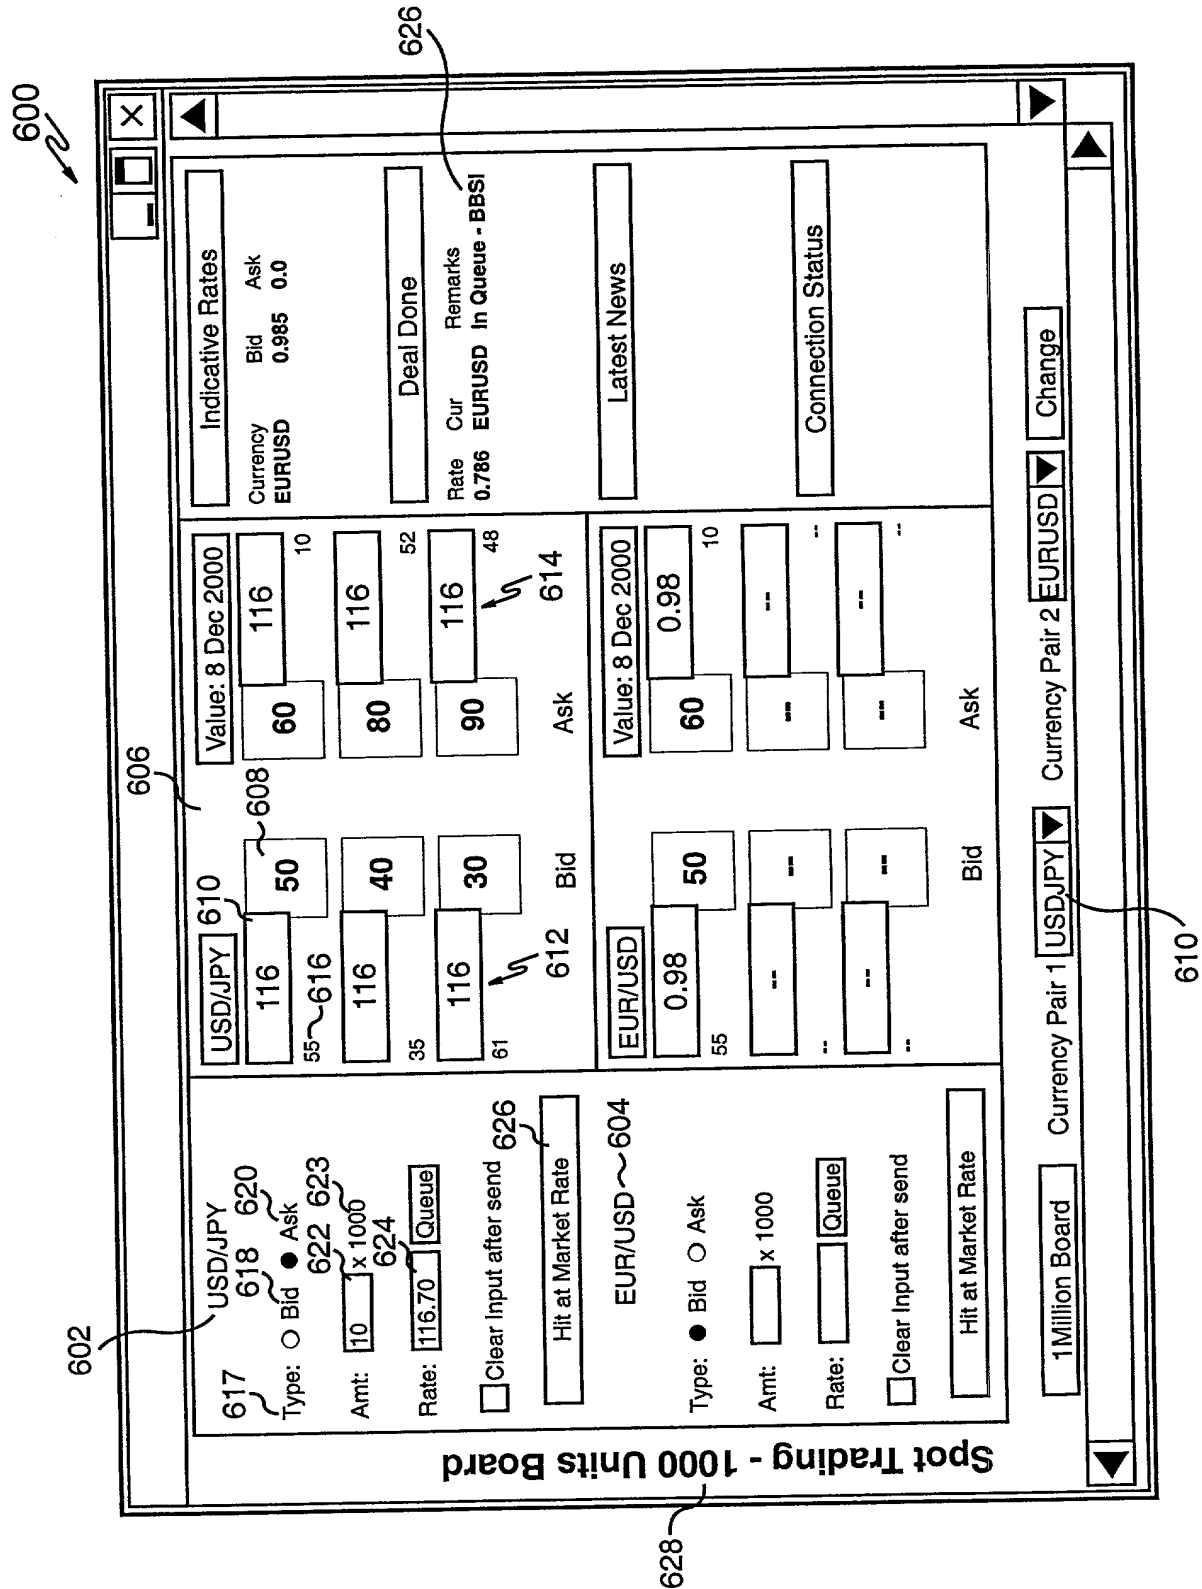 600
626
606
Spot Trading - 1000 Units Board
628
602
USD/JPY
617
618
620
Type: Bid Ask
622
623
Amt: 10 x 1000
624
Rate: 116.70 Queue
Clear Input after send
626
Hit at Market Rate
EUR/USD 604
Type: Bid Ask
Amt: x 1000
Rate: Queue
Clear Input after send
Hit at Market Rate
USD/JPY 610 608 Value: 8 Dec 2000
116 50 60 116
55 616 10
116 40 80 116
35 52
116 30 90 116
61 48
612 614
Bid Ask
EUR/USD Value: 8 Dec 2000
0.98 50 60 0.98
55 10
-- -- -- --
-- --
-- -- -- --
-- --
Bid Ask
Indicative Rates
Currency Bid Ask
EURUSD 0.985 0.0
Deal Done
Rate Cur Remarks
0.786 EURUSD In Queue - BBSI
Latest News
Connection Status
1Million Board Currency Pair 1 USDJPY Currency Pair 2 EURUSD Change
610